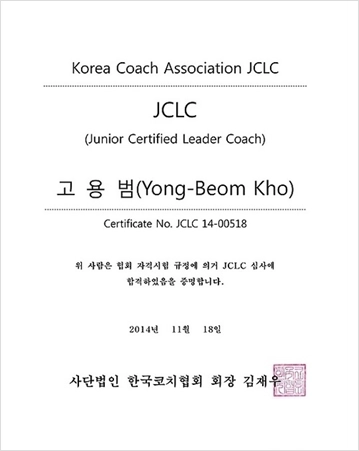 Korea Coach Association JCLC
JCLC
(Junior Certified Leader Coach)
고 용 범(Yong-Beom Kho)
Certificate No. JCLC 14-00518
위 사람은 협회 자격시험 규정에 의거 JCLC 심사에
합격하였음을 증명합니다.
2014년 11월 18일
사단법인 한국코치협회 회장 김재우